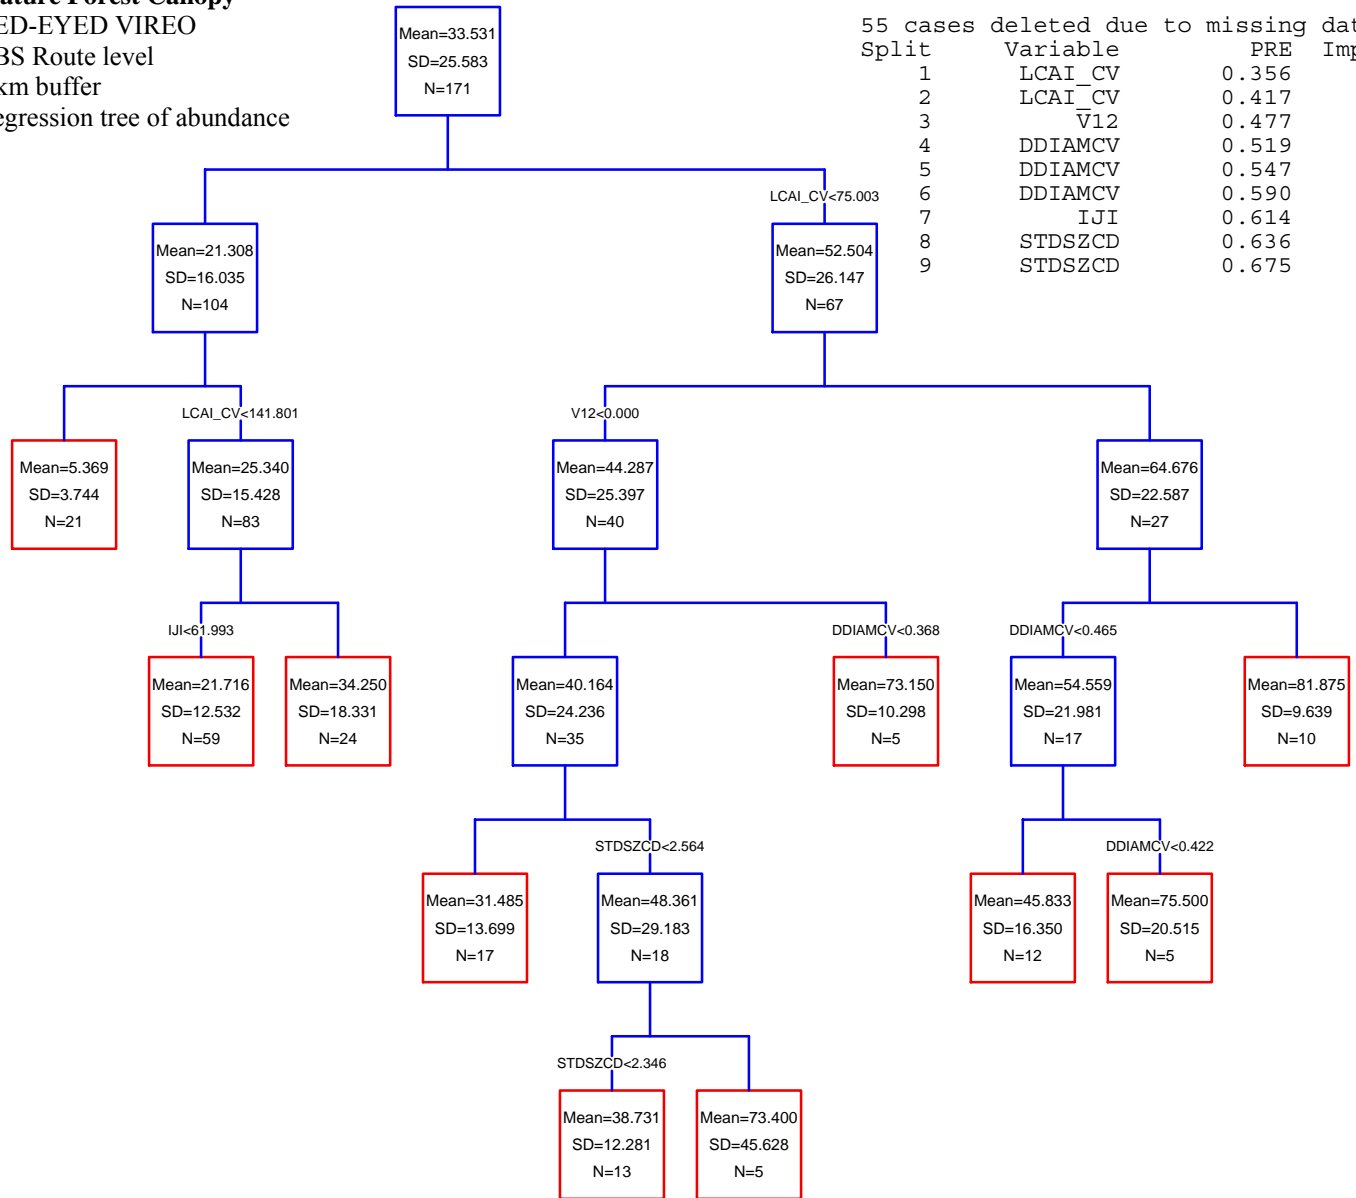 ature Forest Canopy
ED-EYED VIREO
BS Route level
km buffer
egression tree of abundance
55 cases deleted due to missing dat
Split Variable PRE Imp
1 LCAI_CV 0.356
2 LCAI_CV 0.417
3 V12 0.477
4 DDIAMCV 0.519
5 DDIAMCV 0.547
6 DDIAMCV 0.590
7 IJI 0.614
8 STDSZCD 0.636
9 STDSZCD 0.675
Mean=33.531
SD=25.583
N=171
LCAI_CV<75.003
Mean=21.308
SD=16.035
N=104
Mean=52.504
SD=26.147
N=67
LCAI_CV<141.801
V12<0.000
Mean=5.369
SD=3.744
N=21
Mean=25.340
SD=15.428
N=83
Mean=44.287
SD=25.397
N=40
Mean=64.676
SD=22.587
N=27
IJI<61.993
DDIAMCV<0.368
DDIAMCV<0.465
Mean=21.716
SD=12.532
N=59
Mean=34.250
SD=18.331
N=24
Mean=40.164
SD=24.236
N=35
Mean=73.150
SD=10.298
N=5
Mean=54.559
SD=21.981
N=17
Mean=81.875
SD=9.639
N=10
STDSZCD<2.564
DDIAMCV<0.422
Mean=31.485
SD=13.699
N=17
Mean=48.361
SD=29.183
N=18
Mean=45.833
SD=16.350
N=12
Mean=75.500
SD=20.515
N=5
STDSZCD<2.346
Mean=38.731
SD=12.281
N=13
Mean=73.400
SD=45.628
N=5